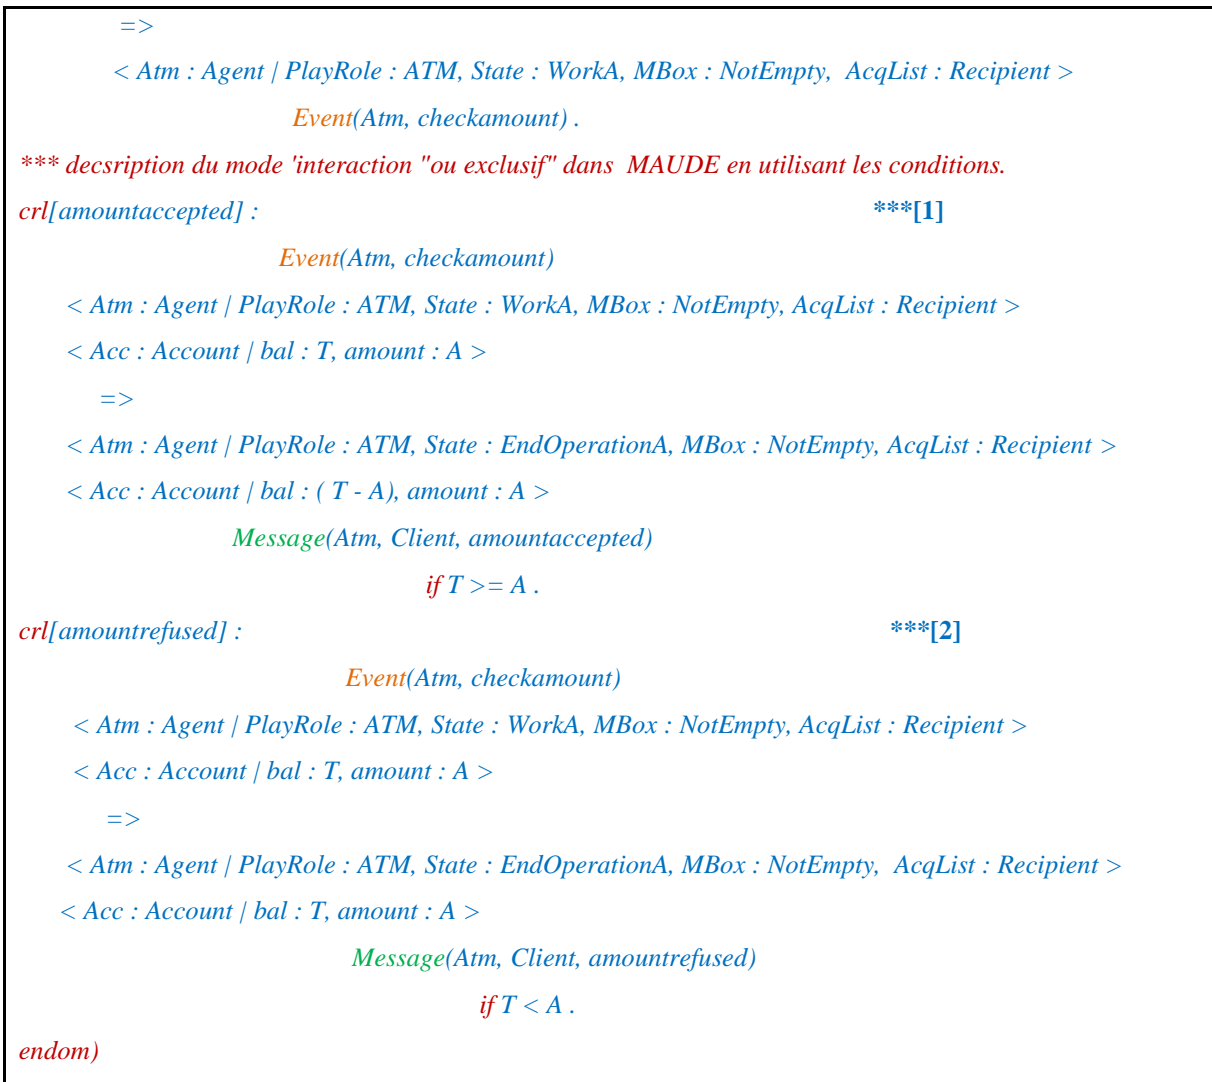 =>
< Atm : Agent | PlayRole : ATM, State : WorkA, MBox : NotEmpty, AcqList : Recipient >
Event(Atm, checkamount) .
*** decsription du mode 'interaction "ou exclusif" dans MAUDE en utilisant les conditions.
crl[amountaccepted] : ***[1]
Event(Atm, checkamount)
< Atm : Agent | PlayRole : ATM, State : WorkA, MBox : NotEmpty, AcqList : Recipient >
< Acc : Account | bal : T, amount : A >
=>
< Atm : Agent | PlayRole : ATM, State : EndOperationA, MBox : NotEmpty, AcqList : Recipient >
< Acc : Account | bal : ( T - A), amount : A >
Message(Atm, Client, amountaccepted)
if T >= A .
crl[amountrefused] : ***[2]
Event(Atm, checkamount)
< Atm : Agent | PlayRole : ATM, State : WorkA, MBox : NotEmpty, AcqList : Recipient >
< Acc : Account | bal : T, amount : A >
=>
< Atm : Agent | PlayRole : ATM, State : EndOperationA, MBox : NotEmpty, AcqList : Recipient >
< Acc : Account | bal : T, amount : A >
Message(Atm, Client, amountrefused)
if T < A .
endom)